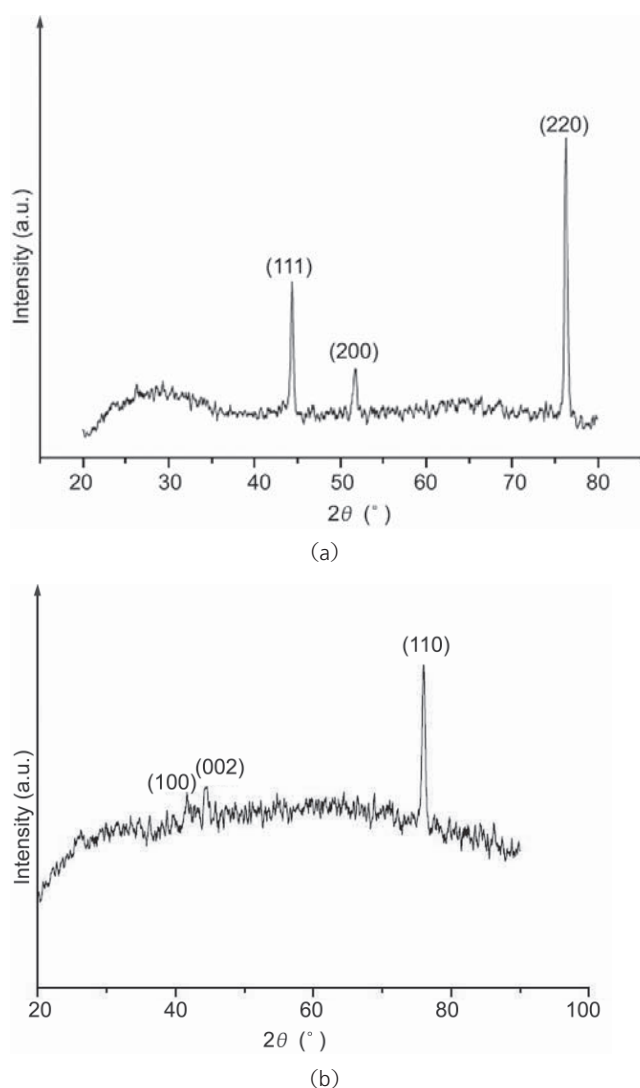 (220)
(111)
(200)
Intensity (a.u.)
20 30 40 50 60 70 80
2θ (°)
(a)
(110)
(100) (002)
Intensity (a.u.)
20 40 60 80 100
2θ (°)
(b)